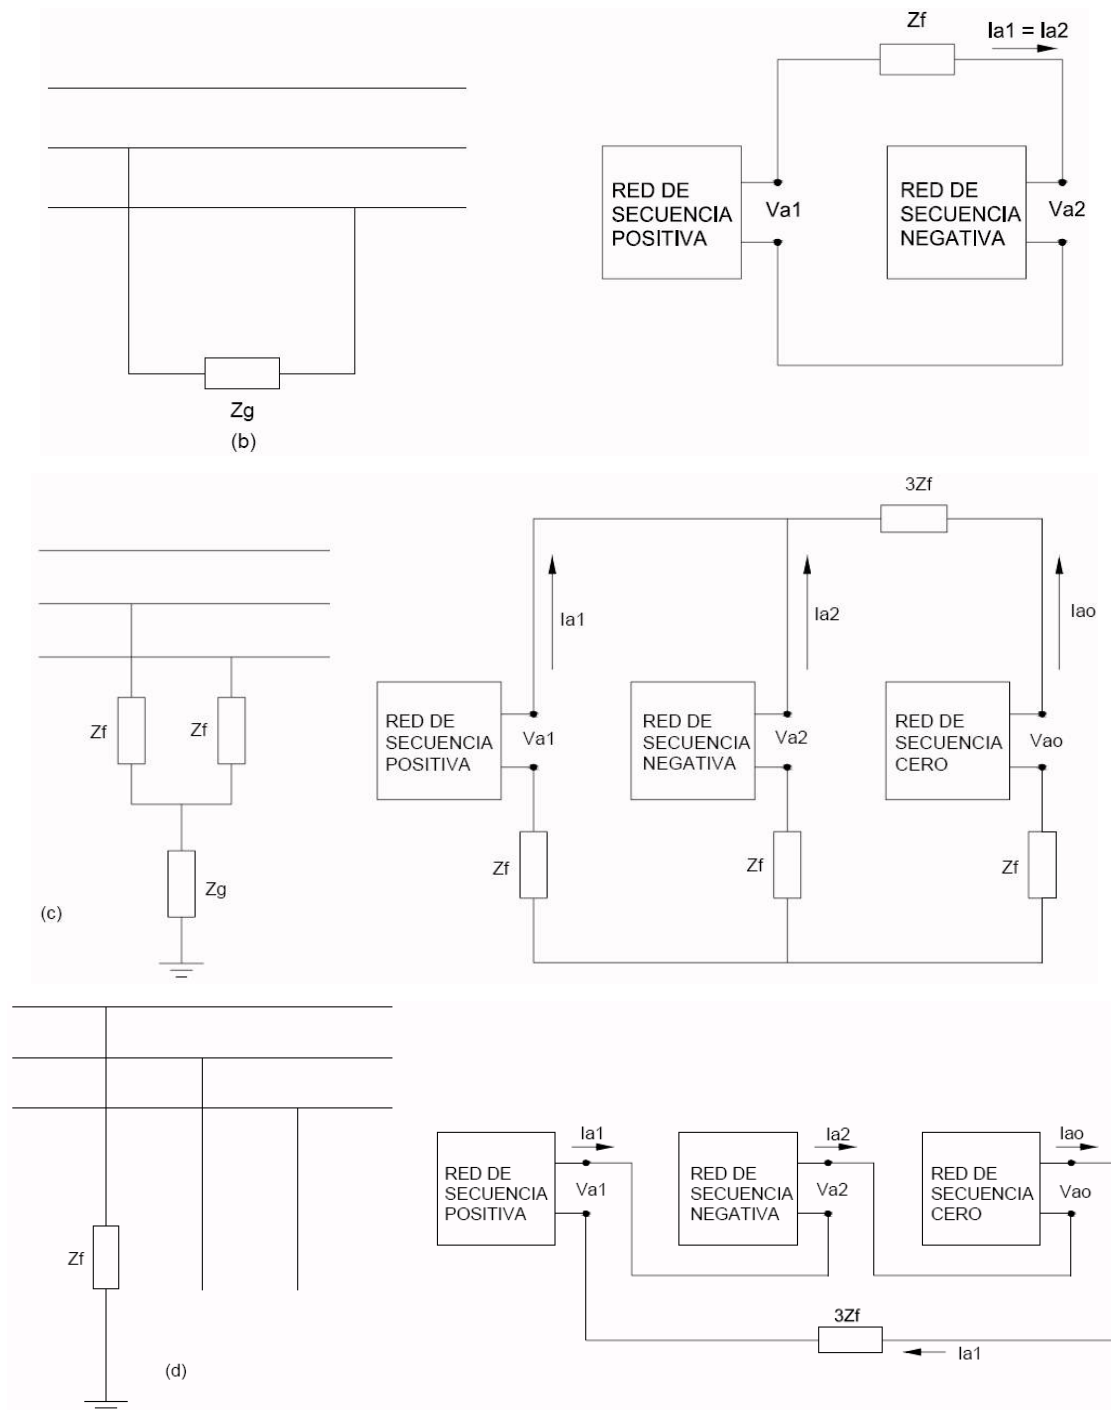 Zf
Ia1 = Ia2
RED DE
SECUENCIA
POSITIVA
Va1
RED DE
SECUENCIA
NEGATIVA
Va2
Zg
(b)
3Zf
Ia1
Ia2
Iao
Zf
Zf
RED DE
SECUENCIA
POSITIVA
Va1
RED DE
SECUENCIA
NEGATIVA
Va2
RED DE
SECUENCIA
CERO
Vao
Zg
Zf
Zf
Zf
(c)
Ia1
Ia2
Iao
RED DE
SECUENCIA
POSITIVA
Va1
RED DE
SECUENCIA
NEGATIVA
Va2
RED DE
SECUENCIA
CERO
Vao
Zf
3Zf
Ia1
(d)